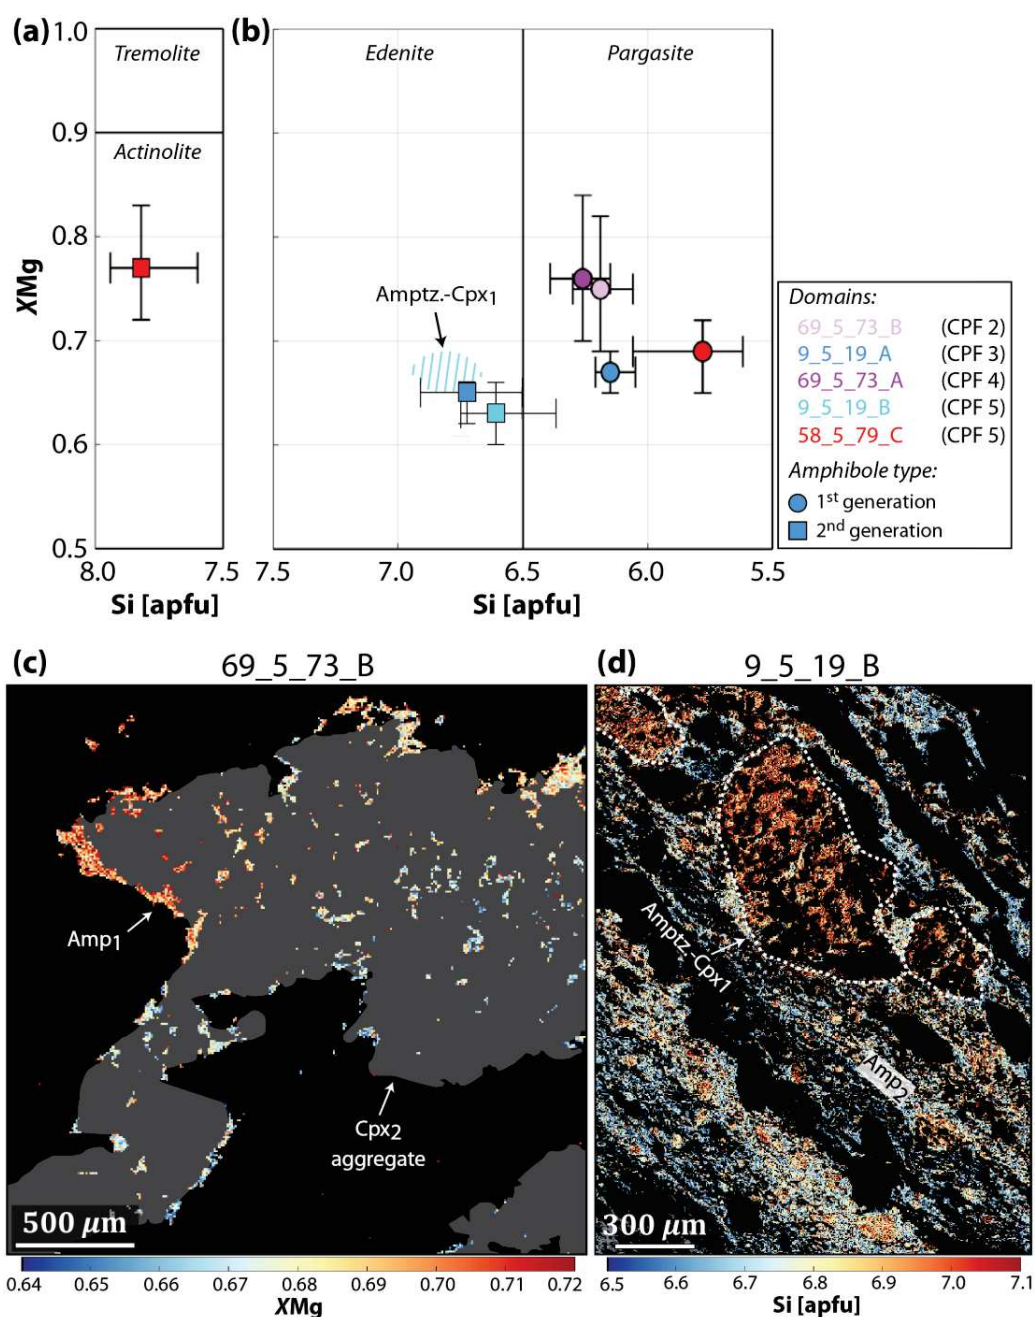 (a)
(b)
1.0
0.9
0.8
0.7
0.6
0.5
XMg
Tremolite
Actinolite
8.0
7.5
Si [apfu]
Edenite
Pargasite
Amptz.-Cpx1
7.5
7.0
6.5
6.0
5.5
Si [apfu]
Domains:
69_5_73_B (CPF 2)
9_5_19_A (CPF 3)
69_5_73_A (CPF 4)
9_5_19_B (CPF 5)
58_5_79_C (CPF 5)
Amphibole type:
1st generation
2nd generation
(c) 69_5_73_B
Amp1
Cpx2
aggregate
500 μm
0.64 0.65 0.66 0.67 0.68 0.69 0.70 0.71 0.72
XMg
(d) 9_5_19_B
Amptz.-Cpx1
Amp2
300 μm
6.5 6.6 6.7 6.8 6.9 7.0 7.1
Si [apfu]